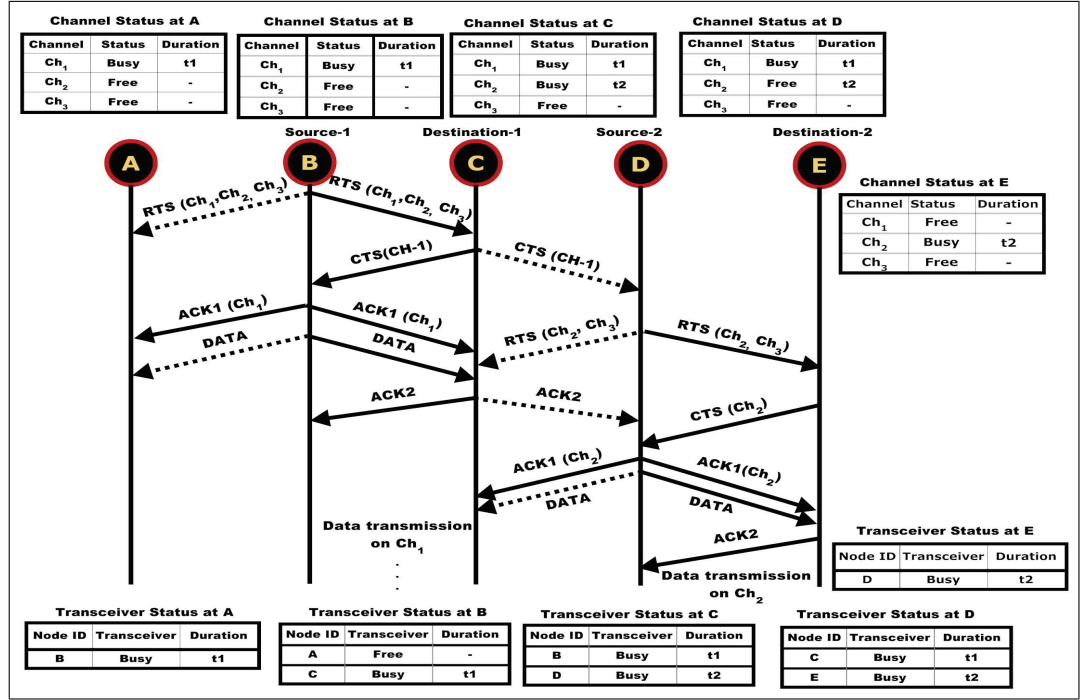 Channel Status at A
Channel Status Duration
Ch1 Busy t1
Ch2 Free -
Ch3 Free -
Channel Status at B
Channel Status Duration
Ch1 Busy t1
Ch2 Free -
Ch3 Free -
Channel Status at C
Channel Status Duration
Ch1 Busy t1
Ch2 Busy t2
Ch3 Free -
Channel Status at D
Channel Status Duration
Ch1 Busy t1
Ch2 Free t2
Ch3 Free -
Source-1
Destination-1
Source-2
Destination-2
A
B
C
D
E
Channel Status at E
Channel Status Duration
Ch1 Free -
Ch2 Busy t2
Ch3 Free -
RTS (Ch1,Ch2, Ch3)
RTS (Ch1,Ch2, Ch3)
CTS(CH-1)
CTS (CH-1)
ACK1 (Ch1)
ACK1 (Ch1)
DATA
DATA
RTS (Ch2, Ch3)
RTS (Ch2, Ch3)
ACK2
ACK2
CTS (Ch2)
ACK1 (Ch2)
ACK1(Ch2)
DATA
DATA
ACK2
Data transmission
on Ch1
.
.
.
Data transmission
on Ch2
Transceiver Status at E
Node ID Transceiver Duration
D Busy t2
Transceiver Status at A
Node ID Transceiver Duration
B Busy t1
Transceiver Status at B
Node ID Transceiver Duration
A Free -
C Busy t1
Transceiver Status at C
Node ID Transceiver Duration
B Busy t1
D Busy t2
Transceiver Status at D
Node ID Transceiver Duration
C Busy t1
E Busy t2